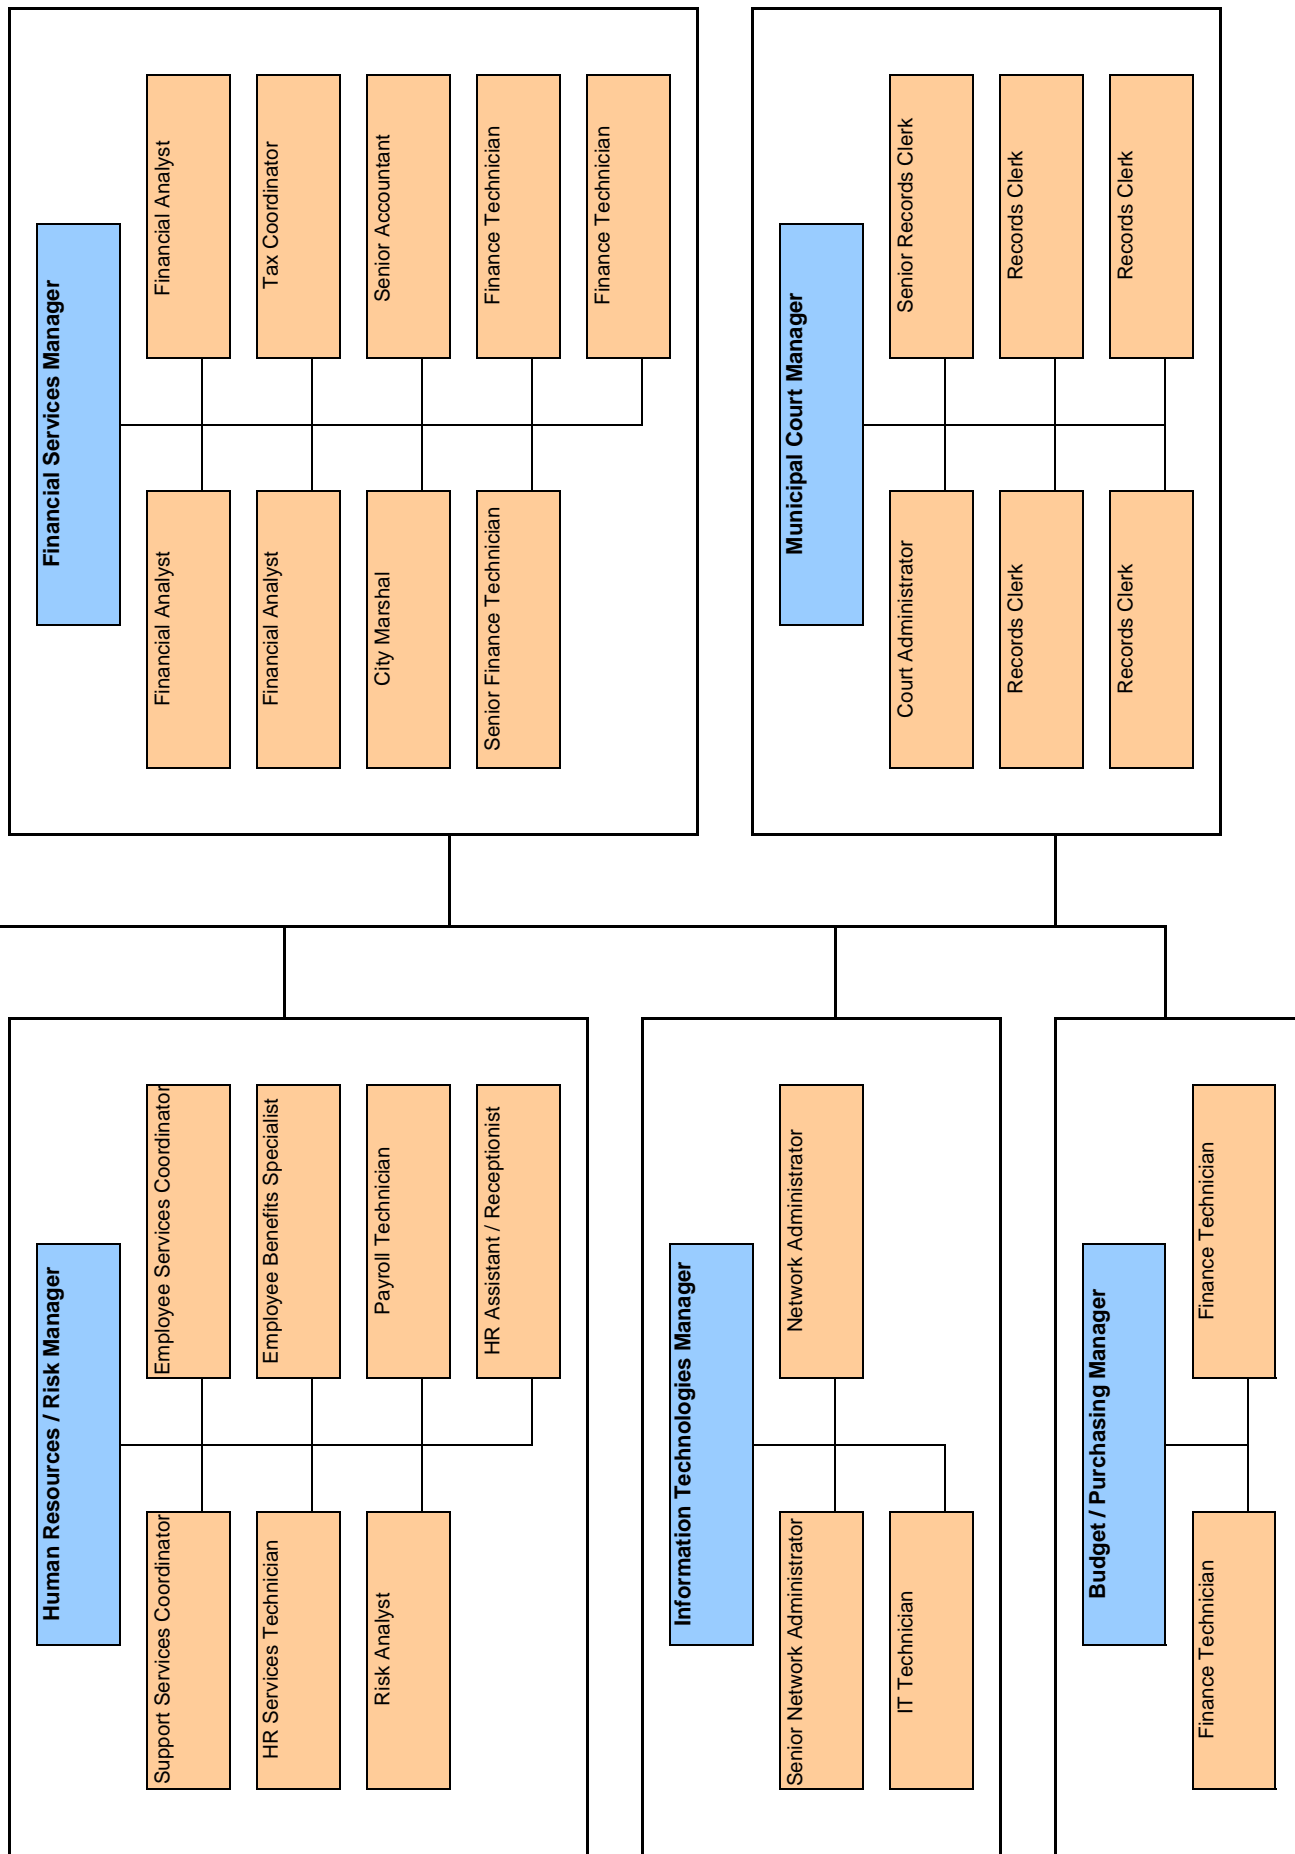 Human Resources / Risk Manager
Support Services Coordinator
Employee Services Coordinator
HR Services Technician
Employee Benefits Specialist
Risk Analyst
Payroll Technician
HR Assistant / Receptionist
Information Technologies Manager
Senior Network Administrator
Network Administrator
IT Technician
Budget / Purchasing Manager
Finance Technician
Finance Technician
Financial Services Manager
Financial Analyst
Financial Analyst
Financial Analyst
Tax Coordinator
City Marshal
Senior Accountant
Senior Finance Technician
Finance Technician
Finance Technician
Municipal Court Manager
Court Administrator
Senior Records Clerk
Records Clerk
Records Clerk
Records Clerk
Records Clerk